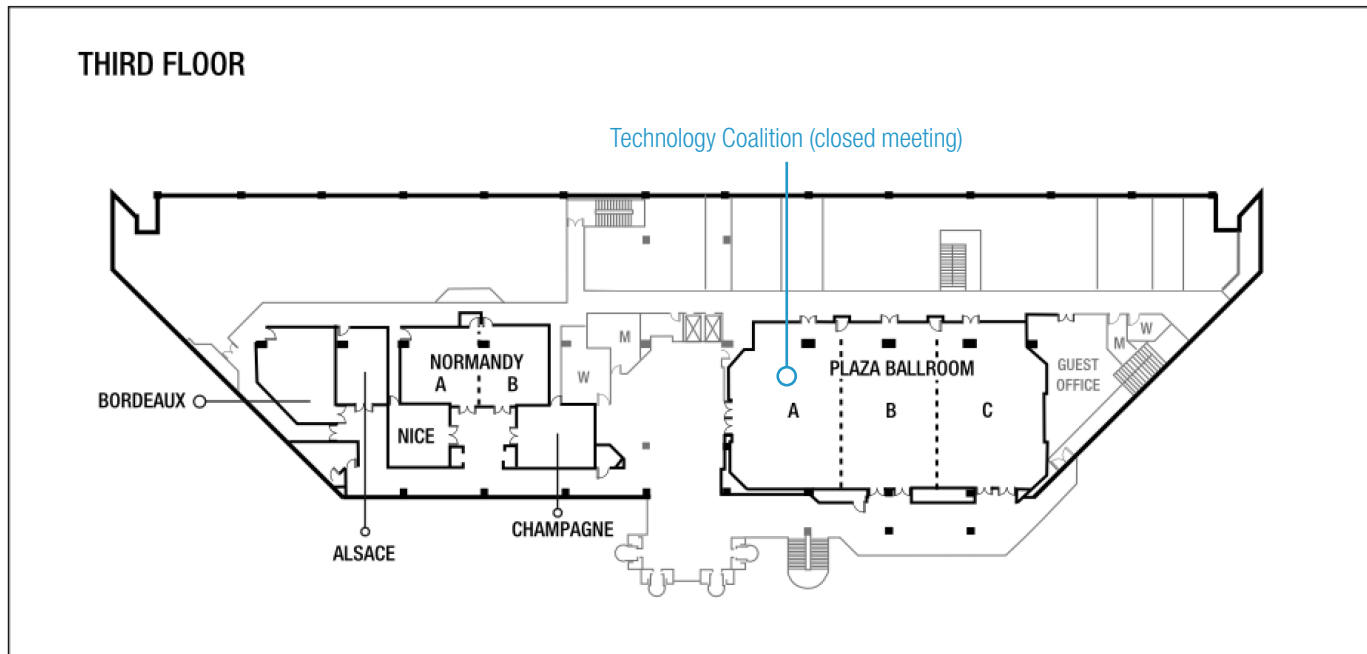 THIRD FLOOR
Technology Coalition (closed meeting)
NORMANDY
A
B
M
W
BORDEAUX
NICE
ALSACE
CHAMPAGNE
PLAZA BALLROOM
A
B
C
GUEST
OFFICE
M
W